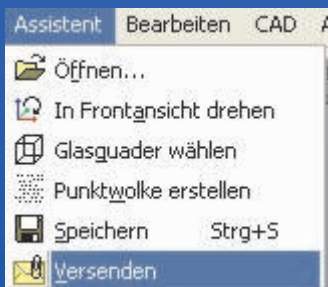 Assistent Bearbeiten CAD
Öffnen...
In Frontansicht drehen
Glasquader wählen
Punktwolke erstellen
Speichern Strg+S
Versenden